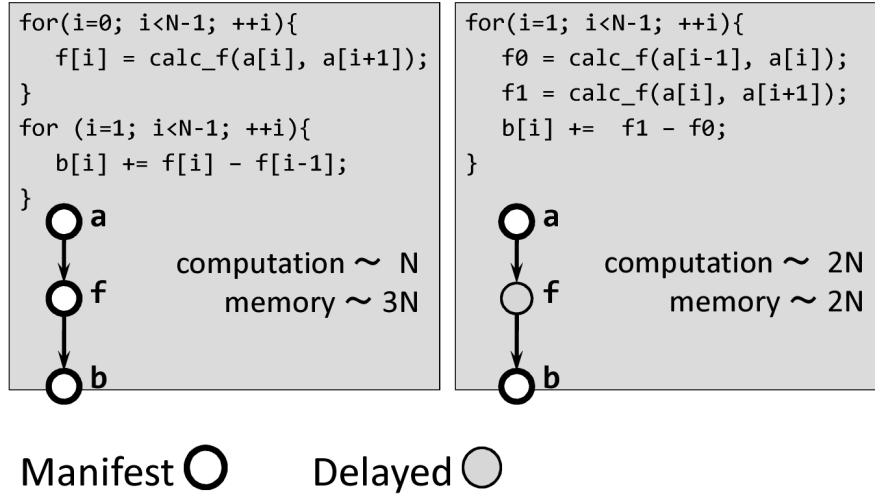 for(i=0; i<N-1; ++i){
f[i] = calc_f(a[i], a[i+1]);
}
for (i=1; i<N-1; ++i){
b[i] += f[i] – f[i-1];
}
a
computation ～ N
f
memory ～ 3N
b
for(i=1; i<N-1; ++i){
f0 = calc_f(a[i-1], a[i]);
f1 = calc_f(a[i], a[i+1]);
b[i] += f1 – f0;
}
a
computation ～ 2N
f
memory ～ 2N
b
Manifest
Delayed